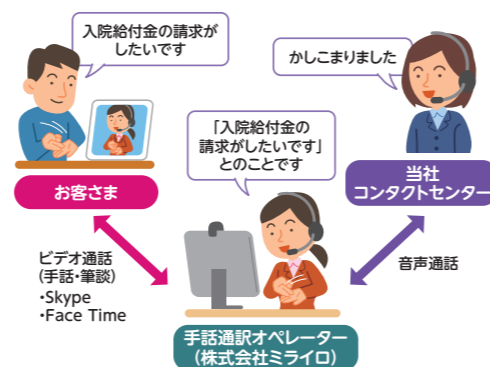 入院給付金の請求が
したいです
かしこまりました
「入院給付金の
請求がしたいです」
とのことです
お客さま
当社
コンタクトセンター
ビデオ通話
(手話・筆談)
・Skype
・Face Time
音声通話
手話通訳オペレーター
(株式会社ミライロ)